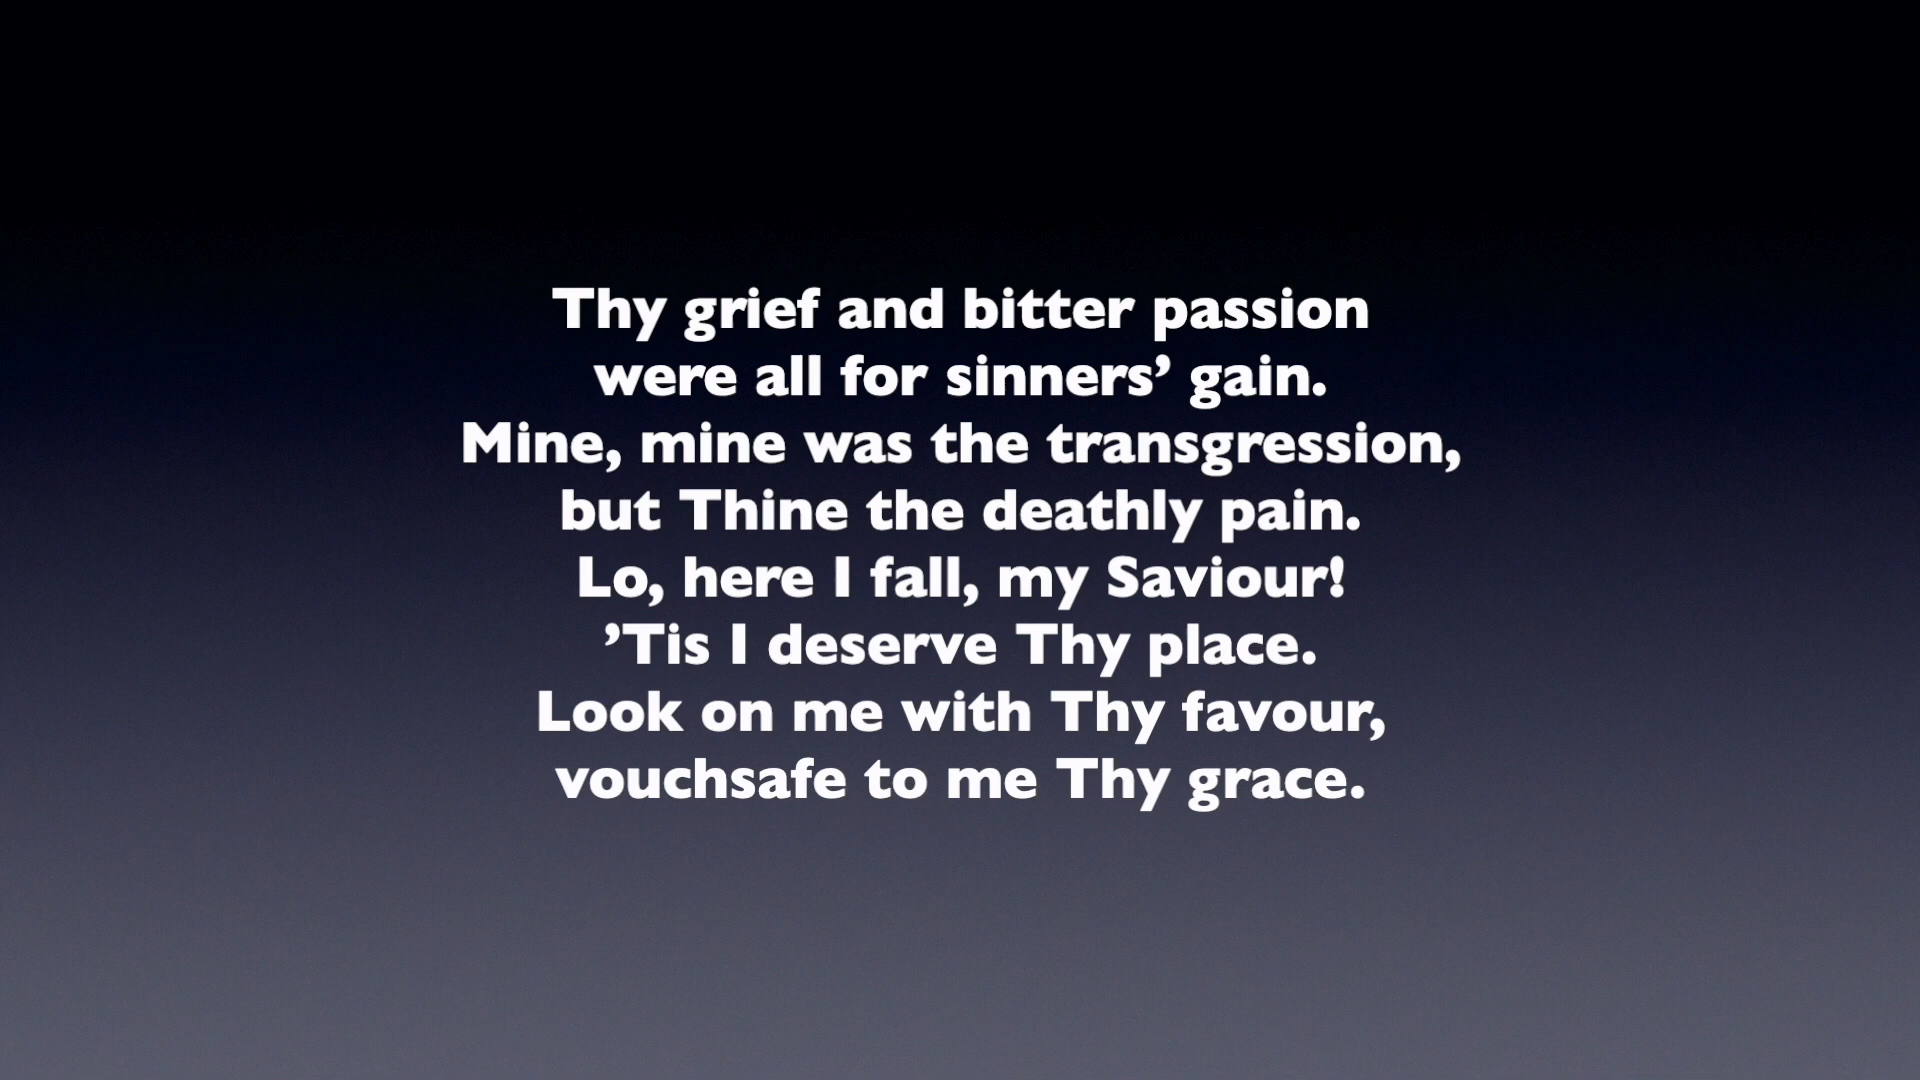 Thy grief and bitter passion
were all for sinners’ gain.
Mine, mine was the transgression,
but Thine the deathly pain.
Lo, here I fall, my Saviour!
’Tis I deserve Thy place.
Look on me with Thy favour,
vouchsafe to me Thy grace.